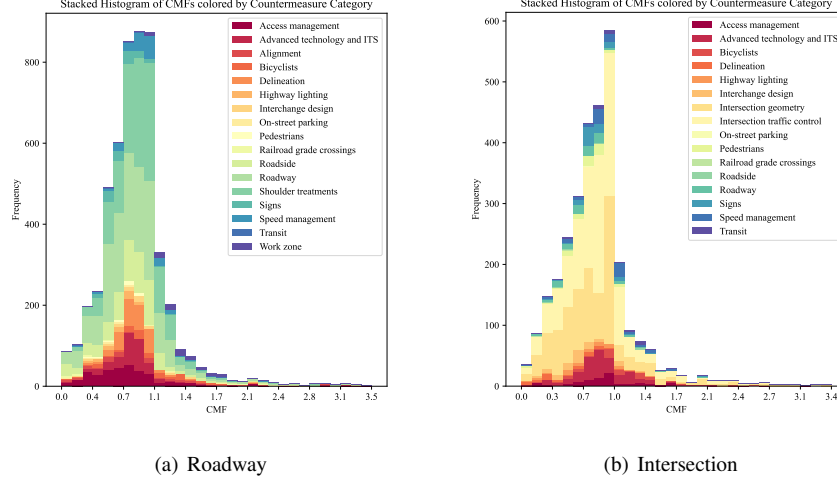 Stacked Histogram of CMFs colored by Countermeasure Category
Frequency
800
600
400
200
0
Access management
Advanced technology and ITS
Alignment
Bicyclists
Delineation
Highway lighting
Interchange design
On-street parking
Pedestrians
Railroad grade crossings
Roadside
Roadway
Shoulder treatments
Signs
Speed management
Transit
Work zone
0.0 0.4 0.7 1.1 1.4 1.7 2.1 2.4 2.8 3.1 3.5
CMF
(a) Roadway
Stacked Histogram of CMFs colored by Countermeasure Category
Frequency
600
500
400
300
200
100
0
Access management
Advanced technology and ITS
Bicyclists
Delineation
Highway lighting
Interchange design
Intersection geometry
Intersection traffic control
On-street parking
Pedestrians
Railroad grade crossings
Roadside
Roadway
Signs
Speed management
Transit
0.0 0.3 0.7 1.0 1.4 1.7 2.1 2.4 2.7 3.1 3.4
CMF
(b) Intersection